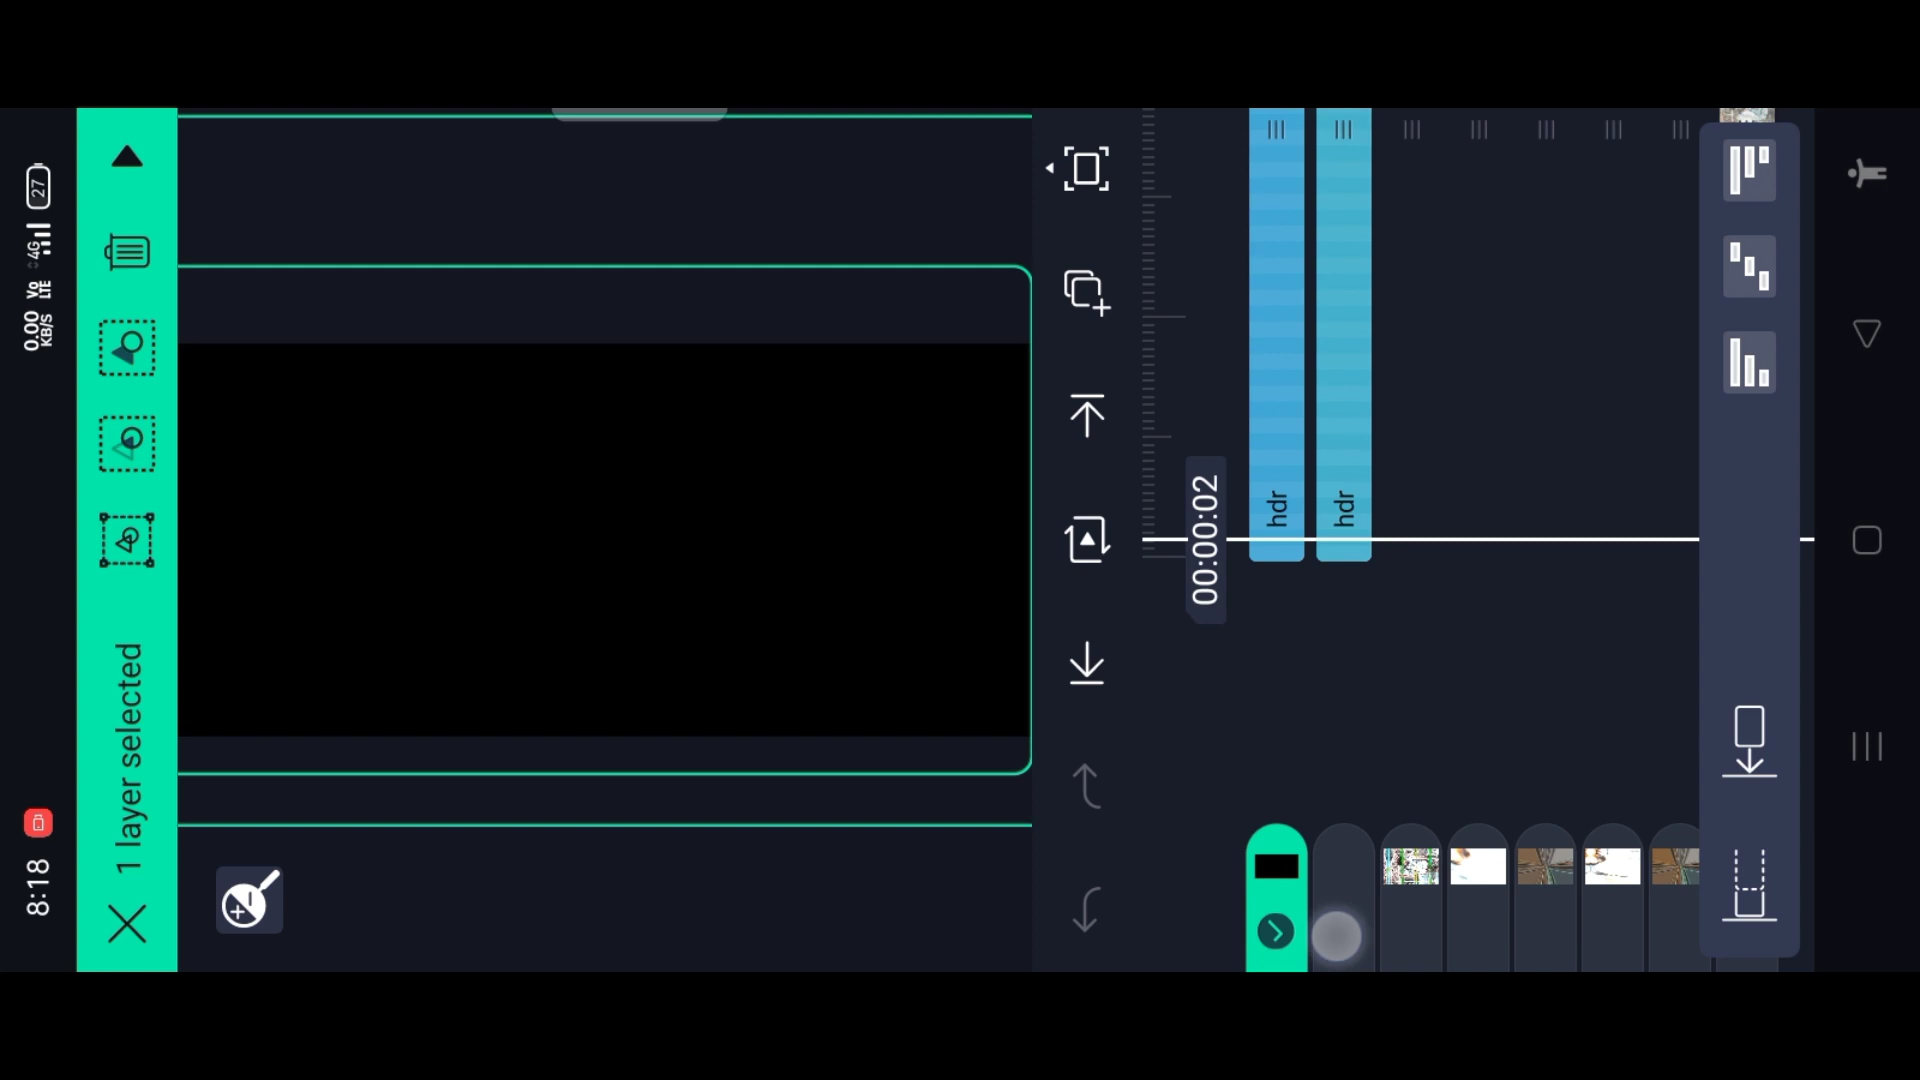 8:18
0.00 KB/S
Vo LTE
4G
27
1 layer selected
00:00:02
hdr
hdr